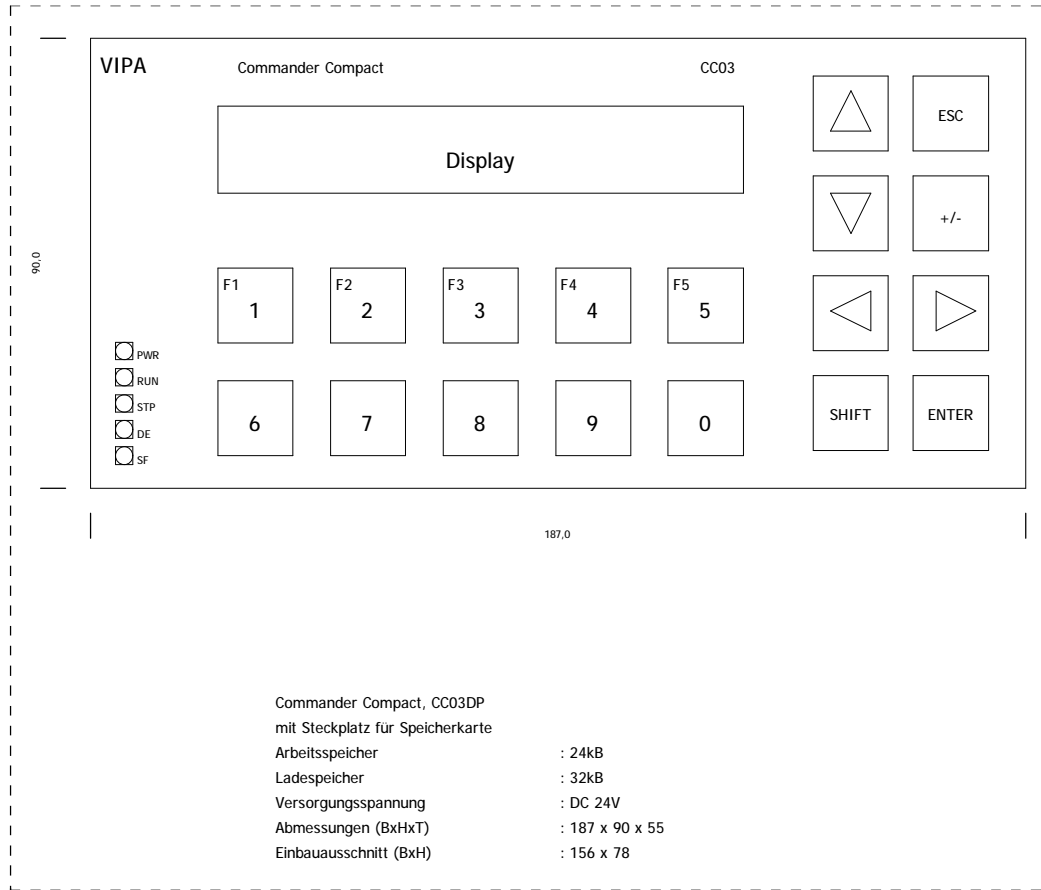 VIPA Commander Compact CC03
ESC
Display
+/-
90,0
F1 F2 F3 F4 F5
1 2 3 4 5
PWR
RUN
STP
DE
SF
6 7 8 9 0
SHIFT ENTER
187,0
Commander Compact, CC03DP
mit Steckplatz für Speicherkarte
Arbeitsspeicher : 24kB
Ladespeicher : 32kB
Versorgungsspannung : DC 24V
Abmessungen (BxHxT) : 187 x 90 x 55
Einbauausschnitt (BxH) : 156 x 78